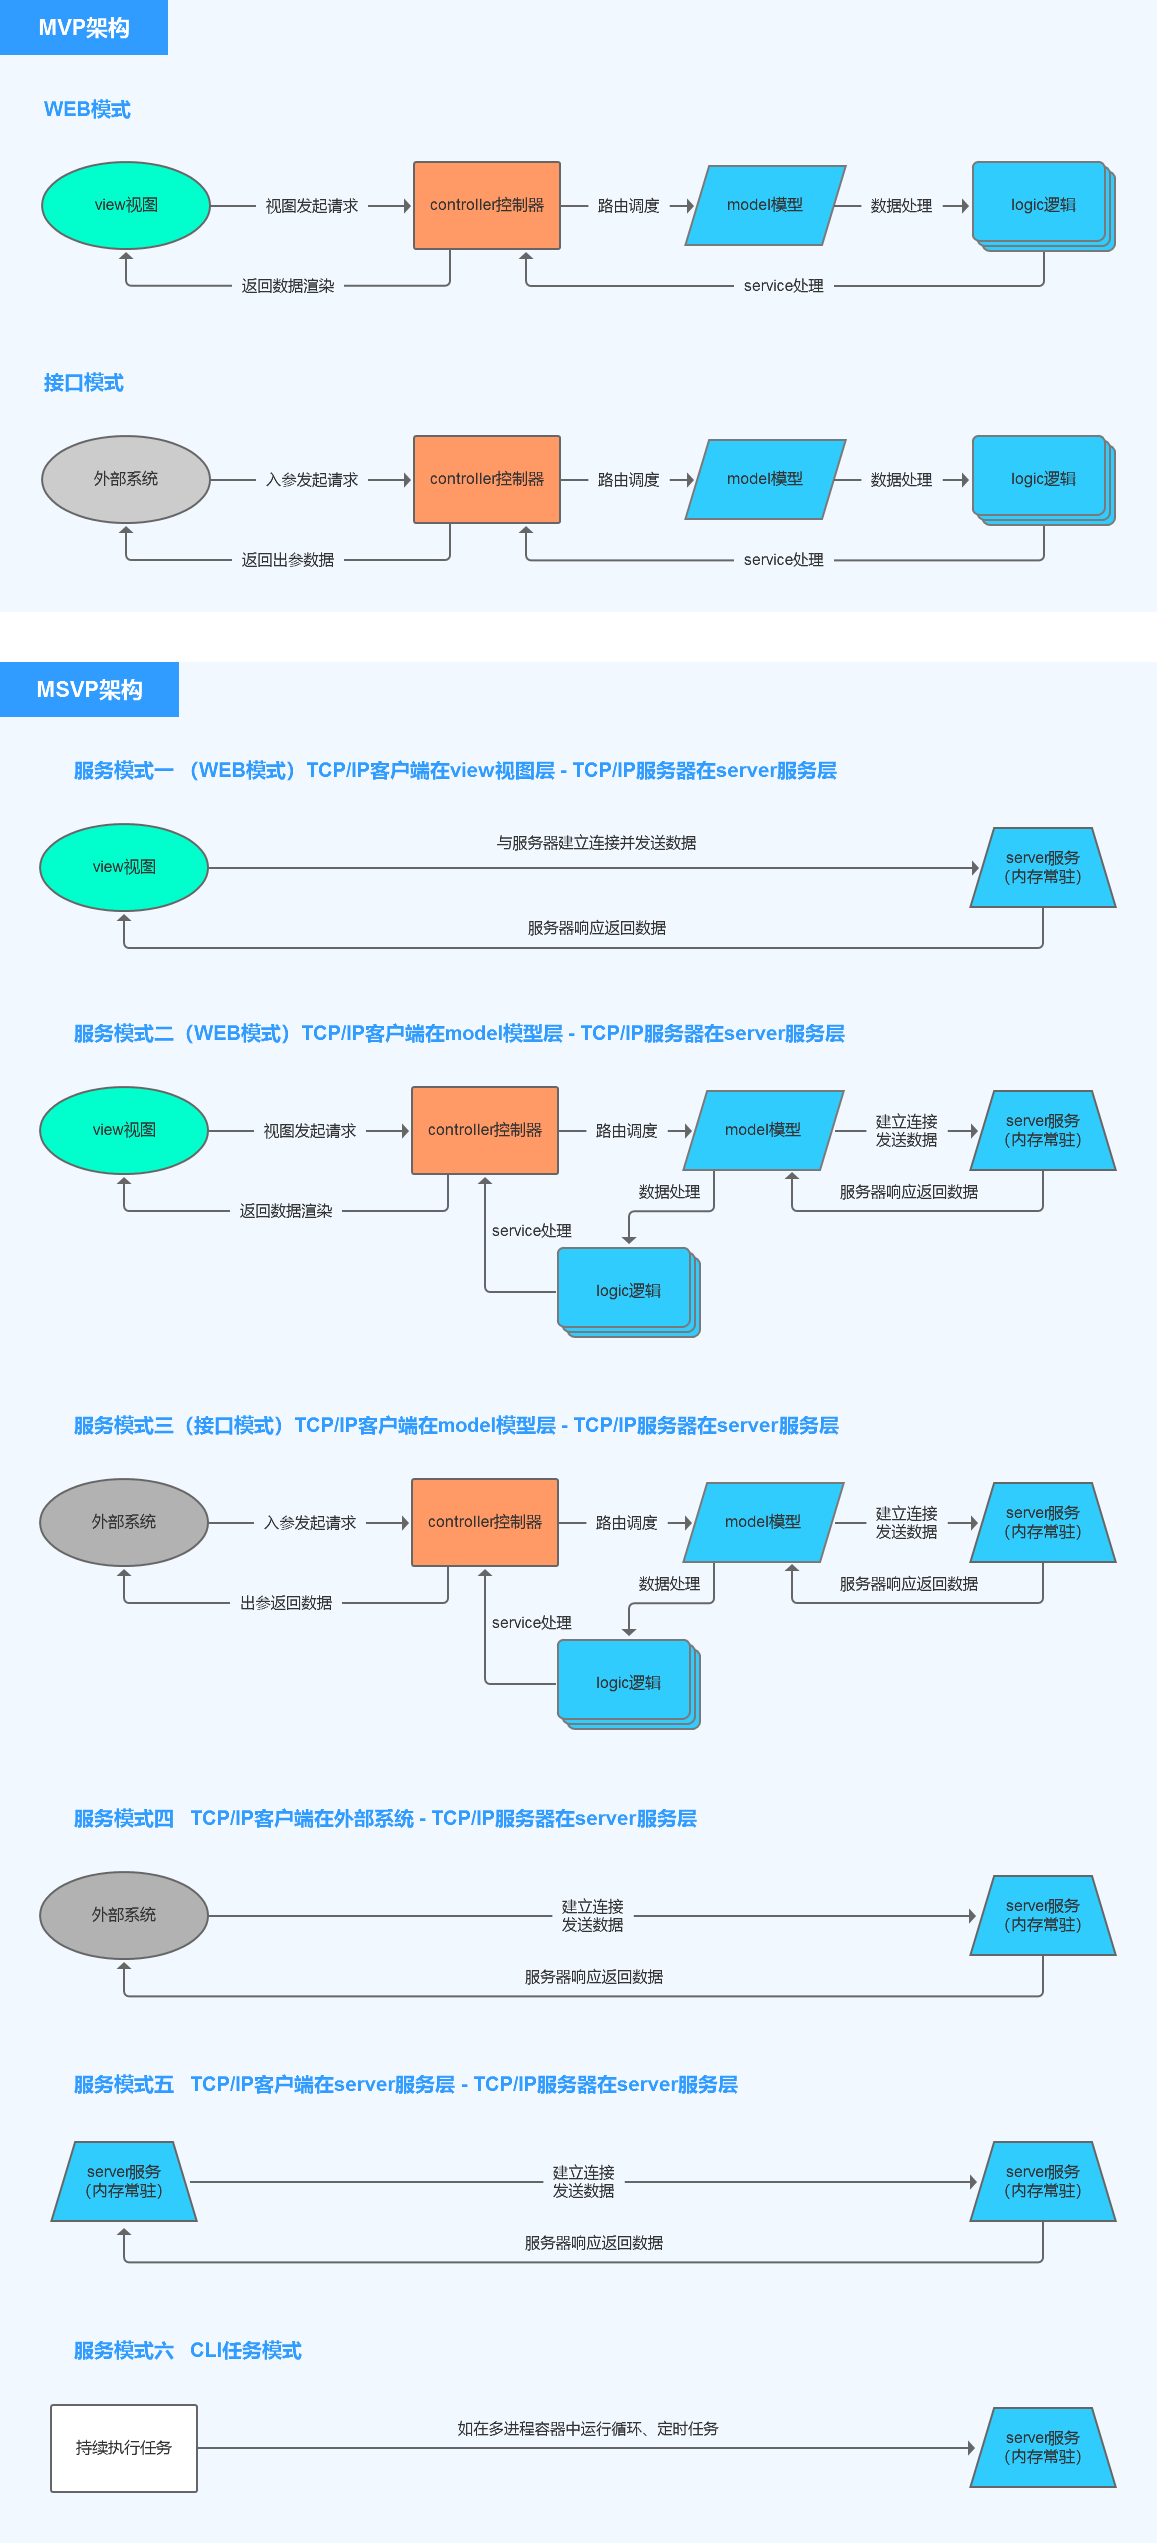 MVP架构
WEB模式
view视图
视图发起请求
controller控制器
路由调度
model模型
数据处理
logic逻辑
返回数据渲染
service处理
接口模式
外部系统
入参发起请求
controller控制器
路由调度
model模型
数据处理
logic逻辑
返回出参数据
service处理
MSVP架构
服务模式一 （WEB模式）TCP/IP客户端在view视图层 - TCP/IP服务器在server服务层
与服务器建立连接并发送数据
view视图
server服务
（内存常驻）
服务器响应返回数据
服务模式二（WEB模式）TCP/IP客户端在model模型层 - TCP/IP服务器在server服务层
view视图
视图发起请求
controller控制器
路由调度
model模型
建立连接
发送数据
server服务
（内存常驻）
数据处理
服务器响应返回数据
返回数据渲染
service处理
logic逻辑
服务模式三（接口模式）TCP/IP客户端在model模型层 - TCP/IP服务器在server服务层
外部系统
入参发起请求
controller控制器
路由调度
model模型
建立连接
发送数据
server服务
（内存常驻）
数据处理
服务器响应返回数据
出参返回数据
service处理
logic逻辑
服务模式四 TCP/IP客户端在外部系统 - TCP/IP服务器在server服务层
外部系统
建立连接
发送数据
server服务
（内存常驻）
服务器响应返回数据
服务模式五 TCP/IP客户端在server服务层 - TCP/IP服务器在server服务层
server服务
（内存常驻）
建立连接
发送数据
server服务
（内存常驻）
服务器响应返回数据
服务模式六 CLI任务模式
持续执行任务
如在多进程容器中运行循环、定时任务
server服务
（内存常驻）